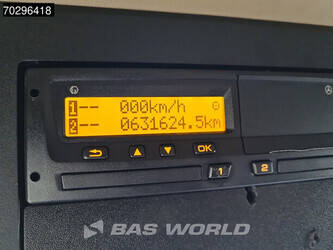 70296418
1-- 000km/h
2-- 0631624.5km
OK
1
2
BAS WORLD